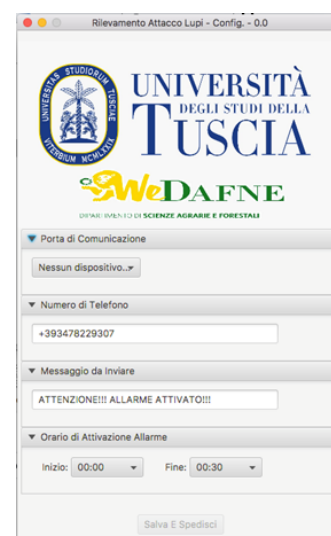 Rilevamento Attacco Lupi - Config. - 0.0
STUDIORUM TUSCIAE
UNIVERSITAS
VITERBIUM MCMLXXIX
UNIVERSITÀ
DEGLI STUDI DELLA
TUSCIA
WeDAFNE
DIPARTIMENTO DI SCIENZE AGRARIE E FORESTALI
Porta di Comunicazione
Nessun dispositivo..
Numero di Telefono
+393478229307
Messaggio da Inviare
ATTENZIONE!!! ALLARME ATTIVATO!!!
Orario di Attivazione Allarme
Inizio: 00:00 Fine: 00:30
Salva E Spedisci